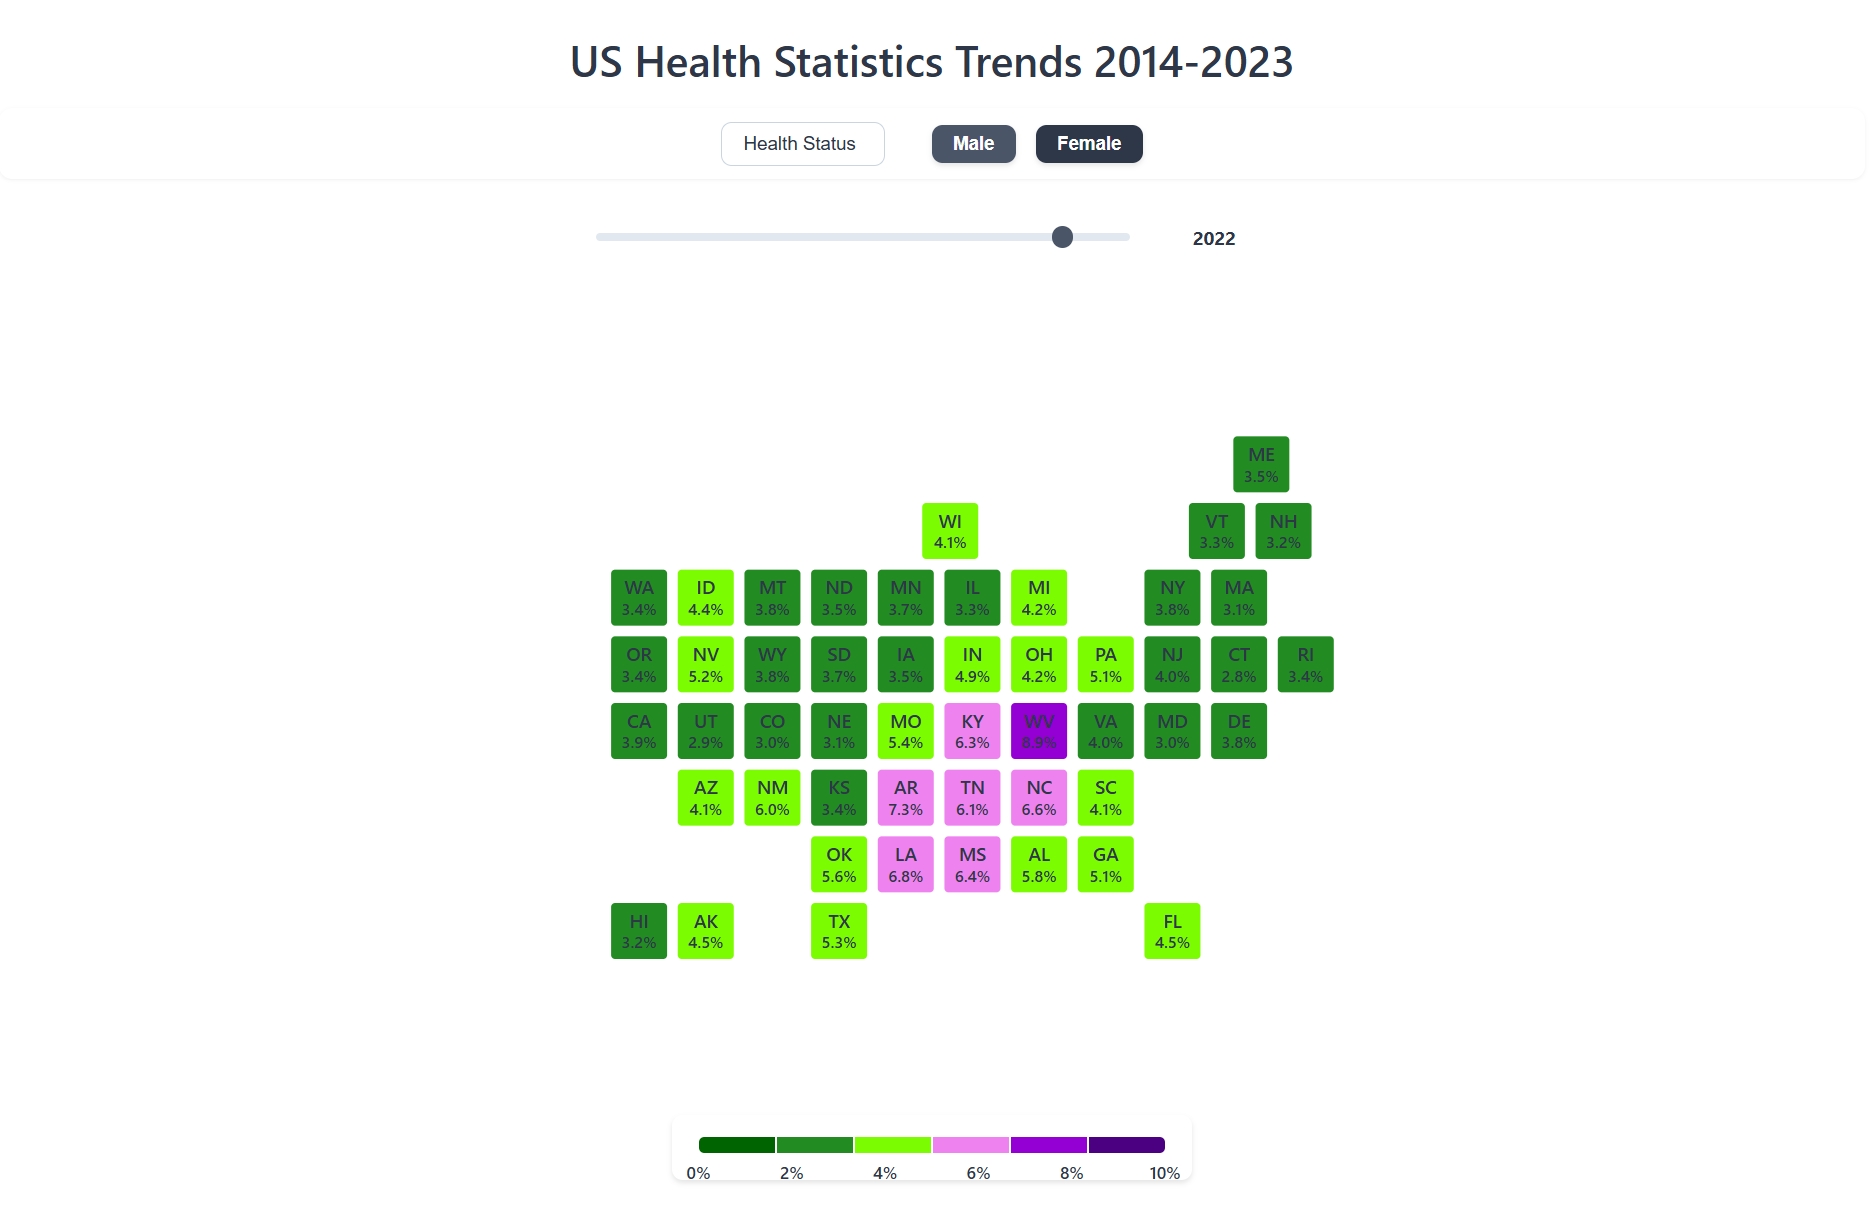 US Health Statistics Trends 2014-2023
Health Status
Male
Female
2022
ME
3.5%
WI
4.1%
VT
3.3%
NH
3.2%
WA
3.4%
ID
4.4%
MT
3.8%
ND
3.5%
MN
3.7%
IL
3.3%
MI
4.2%
NY
3.8%
MA
3.1%
OR
3.4%
NV
5.2%
WY
3.8%
SD
3.7%
IA
3.5%
IN
4.9%
OH
4.2%
PA
5.1%
NJ
4.0%
CT
2.8%
RI
3.4%
CA
3.9%
UT
2.9%
CO
3.0%
NE
3.1%
MO
5.4%
KY
6.3%
WV
8.9%
VA
4.0%
MD
3.0%
DE
3.8%
AZ
4.1%
NM
6.0%
KS
3.4%
AR
7.3%
TN
6.1%
NC
6.6%
SC
4.1%
OK
5.6%
LA
6.8%
MS
6.4%
AL
5.8%
GA
5.1%
HI
3.2%
AK
4.5%
TX
5.3%
FL
4.5%
0%
2%
4%
6%
8%
10%